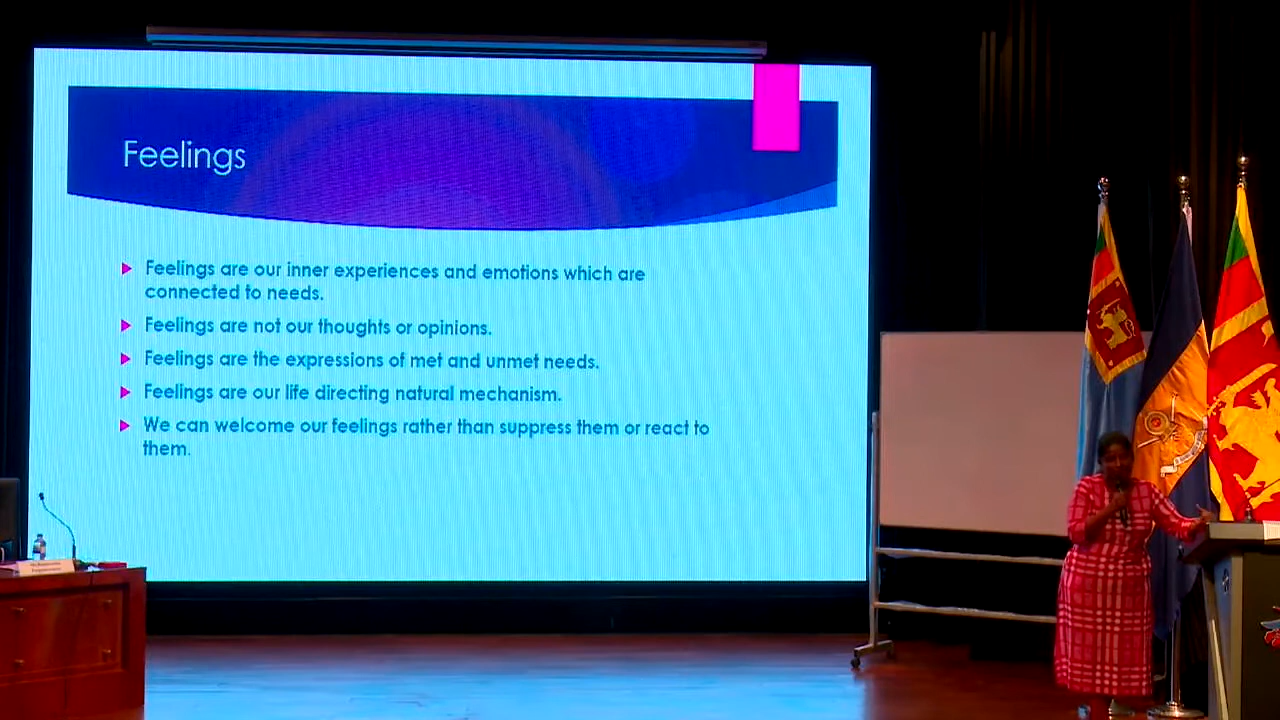 Feelings
Feelings are our inner experiences and emotions which are
connected to needs.
Feelings are not our thoughts or opinions.
Feelings are the expressions of met and unmet needs.
Feelings are our life directing natural mechanism.
We can welcome our feelings rather than suppress them or react to
them.